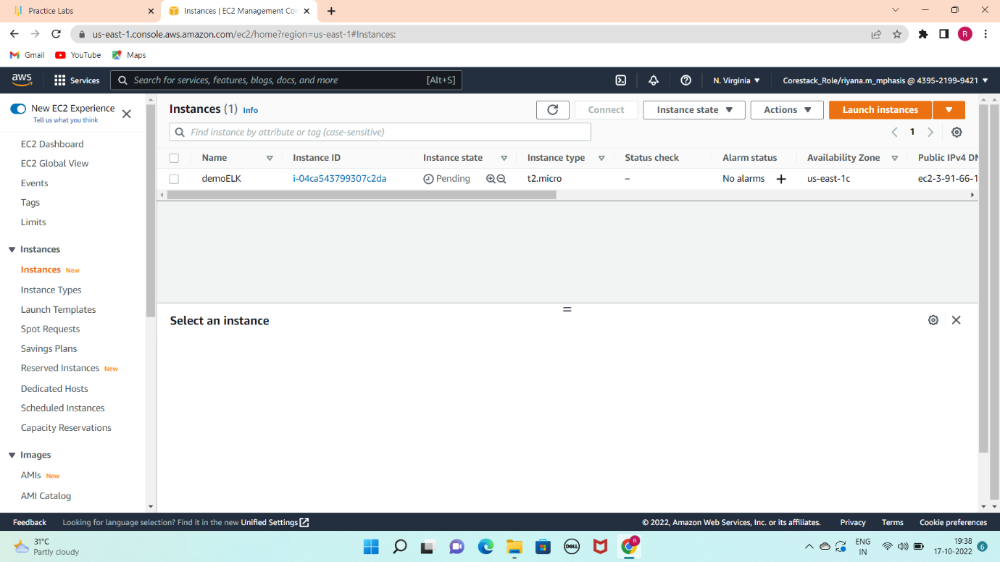 Practice Labs
Instances | EC2 Management Con
us-east-1.console.aws.amazon.com/ec2/home?region=us-east-1#Instances:
R
Gmail YouTube Maps
aws Services Search for services, features, blogs, docs, and more [Alt+S] N. Virginia Corestack_Role/riyana.m_mphasis @ 4395-2199-9421
New EC2 Experience
Tell us what you think
EC2 Dashboard
EC2 Global View
Events
Tags
Limits
Instances
Instances New
Instance Types
Launch Templates
Spot Requests
Savings Plans
Reserved Instances New
Dedicated Hosts
Scheduled Instances
Capacity Reservations
Images
AMIs New
AMI Catalog
Instances (1) Info
Connect Instance state Actions Launch instances
Find instance by attribute or tag (case-sensitive) 1
Name Instance ID Instance state Instance type Status check Alarm status Availability Zone Public IPv4 DN
demoELK i-04ca543799307c2da Pending t2.micro – No alarms + us-east-1c ec2-3-91-66-1
Select an instance
Feedback Looking for language selection? Find it in the new Unified Settings © 2022, Amazon Web Services, Inc. or its affiliates. Privacy Terms Cookie preferences
31°C
Partly cloudy
DELL
R
ENG
IN
19:38
17-10-2022
6